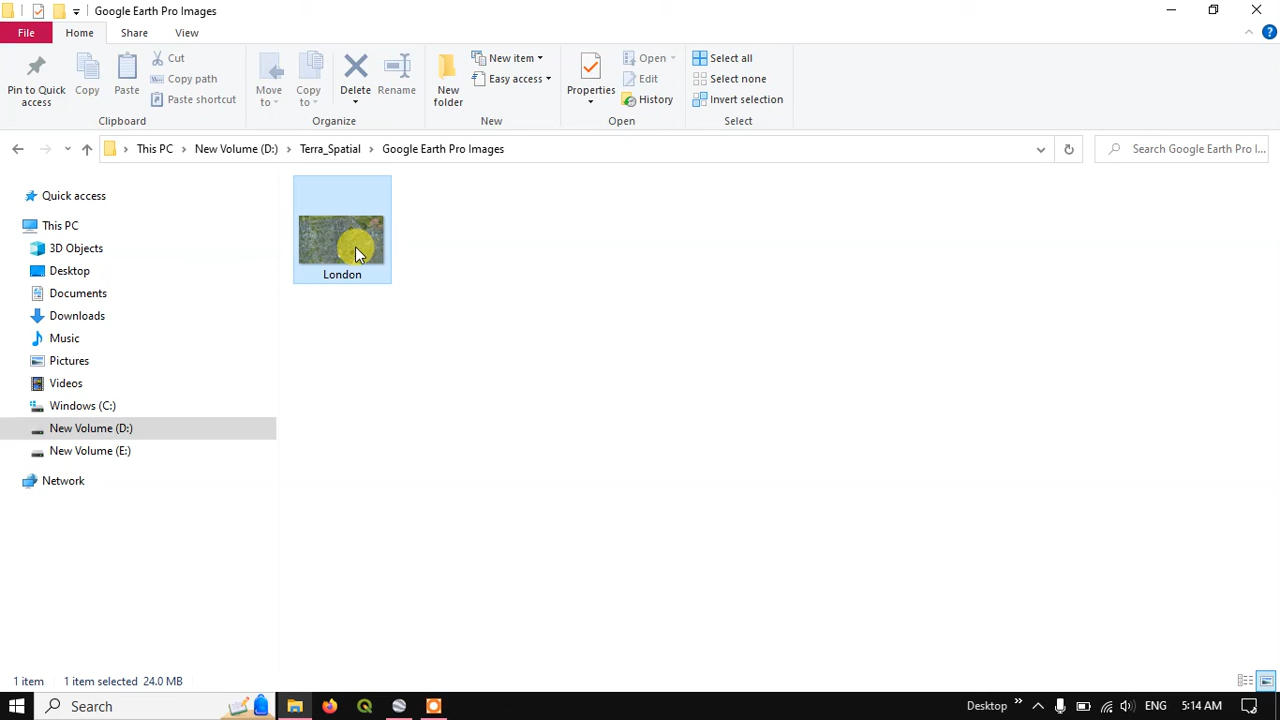 Google Earth Pro Images
File
Home
Share
View
Pin to Quick
access
Copy
Paste
Cut
Copy path
Paste shortcut
Clipboard
Move
to
Copy
to
Delete
Rename
Organize
New
folder
New item
Easy access
New
Properties
Open
Edit
History
Open
Select all
Select none
Invert selection
Select
This PC
New Volume (D:)
Terra_Spatial
Google Earth Pro Images
Search Google Earth Pro I...
Quick access
This PC
3D Objects
Desktop
Documents
Downloads
Music
Pictures
Videos
Windows (C:)
New Volume (D:)
New Volume (E:)
Network
London
1 item
1 item selected 24.0 MB
Search
Desktop
ENG
5:14 AM